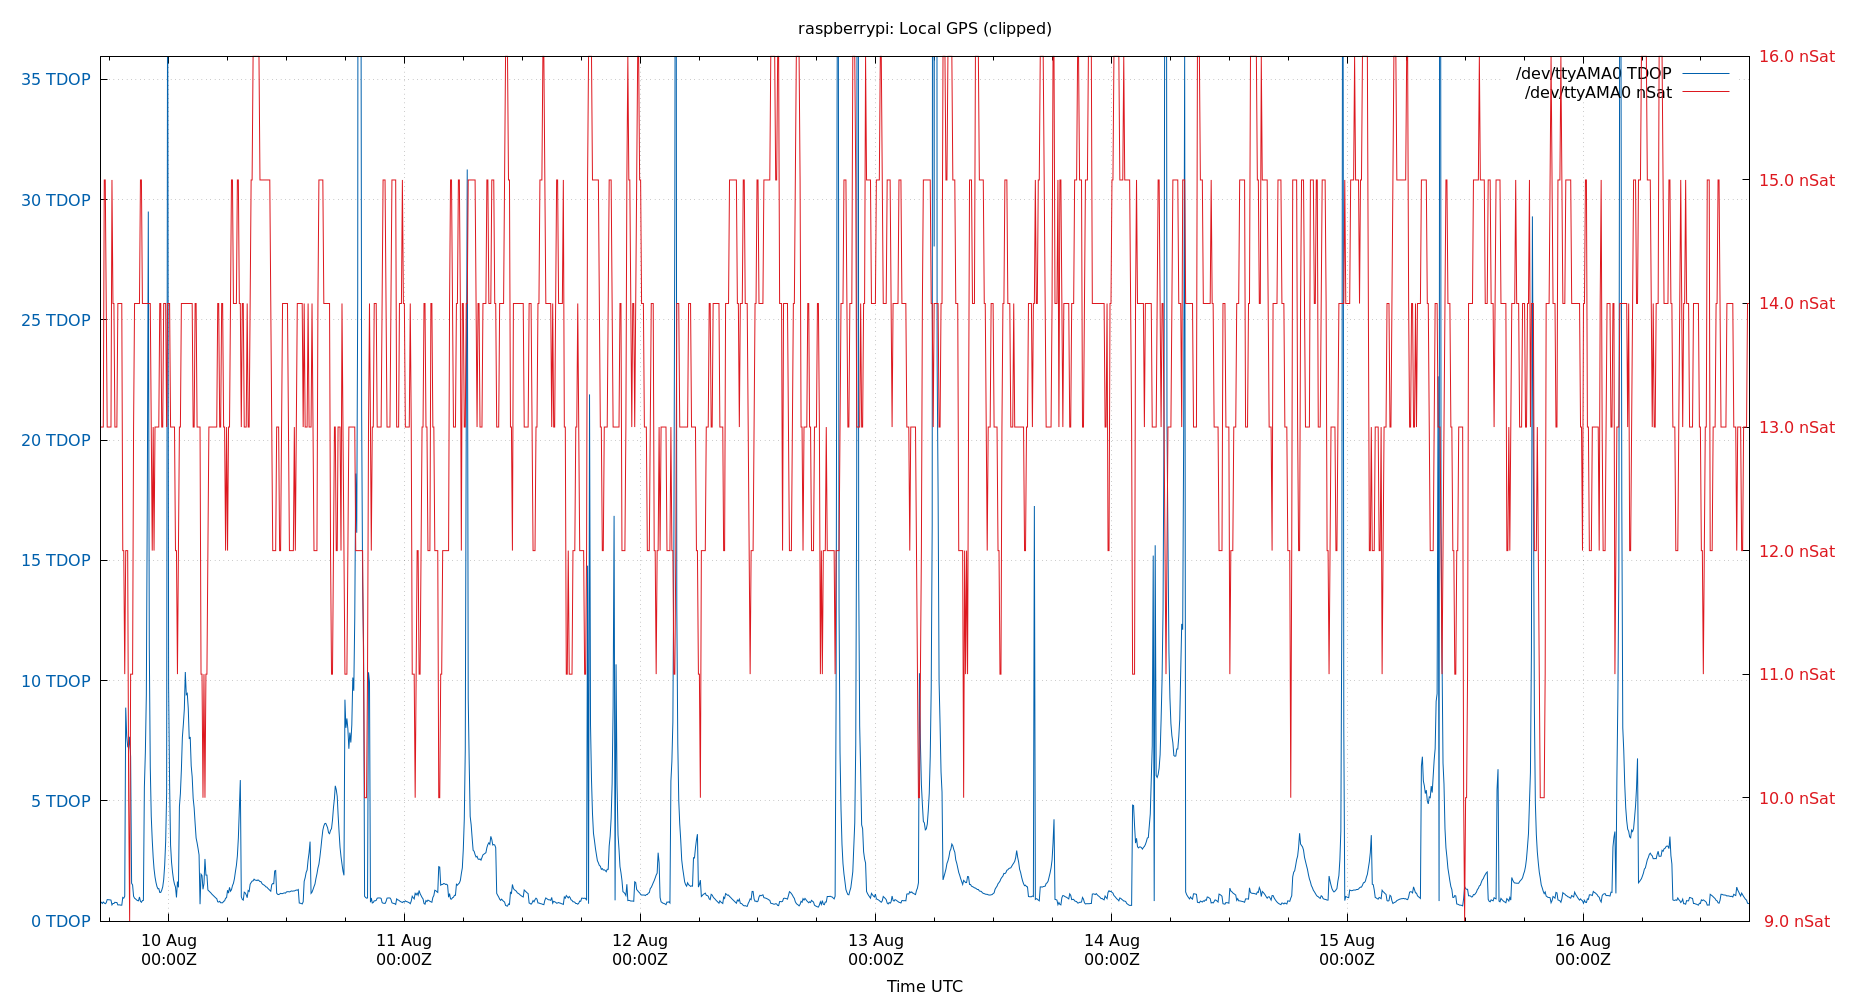 raspberrypi: Local GPS (clipped)
35 TDOP
30 TDOP
25 TDOP
20 TDOP
15 TDOP
10 TDOP
5 TDOP
0 TDOP
16.0 nSat
15.0 nSat
14.0 nSat
13.0 nSat
12.0 nSat
11.0 nSat
10.0 nSat
9.0 nSat
/dev/ttyAMA0 TDOP
/dev/ttyAMA0 nSat
10 Aug
00:00Z
11 Aug
00:00Z
12 Aug
00:00Z
13 Aug
00:00Z
14 Aug
00:00Z
15 Aug
00:00Z
16 Aug
00:00Z
Time UTC